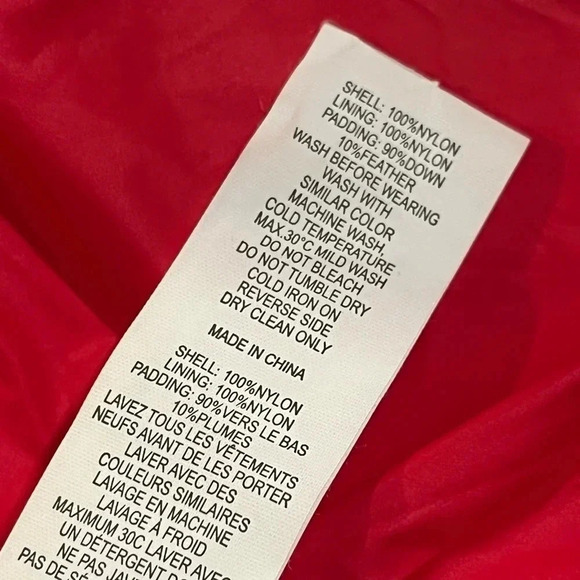 SHELL: 100%NYLON
LINING: 100%NYLON
PADDING: 90%DOWN
10%FEATHER
WASH BEFORE WEARING
WASH WITH
SIMILAR COLOR
MACHINE WASH,
COLD TEMPERATURE
MAX.30°C MILD WASH
DO NOT BLEACH
DO NOT TUMBLE DRY
COLD IRON ON
REVERSE SIDE
DRY CLEAN ONLY
MADE IN CHINA
SHELL: 100%NYLON
LINING: 100%NYLON
PADDING: 90%VERS LE BAS
10%PLUMES
LAVEZ TOUS LES VÊTEMENTS
NEUFS AVANT DE LES PORTER
LAVER AVEC DES
COULEURS SIMILAIRES
LAVAGE EN MACHINE
LAVAGE À FROID
MAXIMUM 30C LAVER AVEC
UN DÉTERGENT
NE PAS
PAS DE